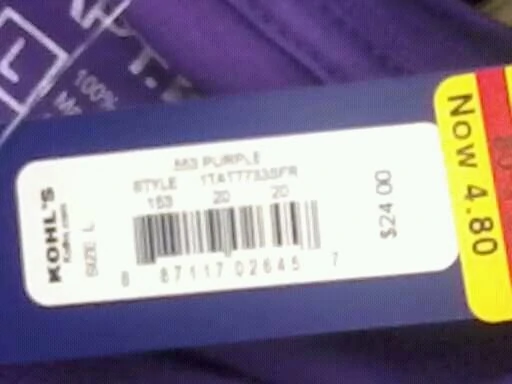 L
100%
KOHL'S
Kohls.com
SIZE L
553 PURPLE
STYLE
153 20 20
8 87117 02645 7
$24.00
Now 4.80